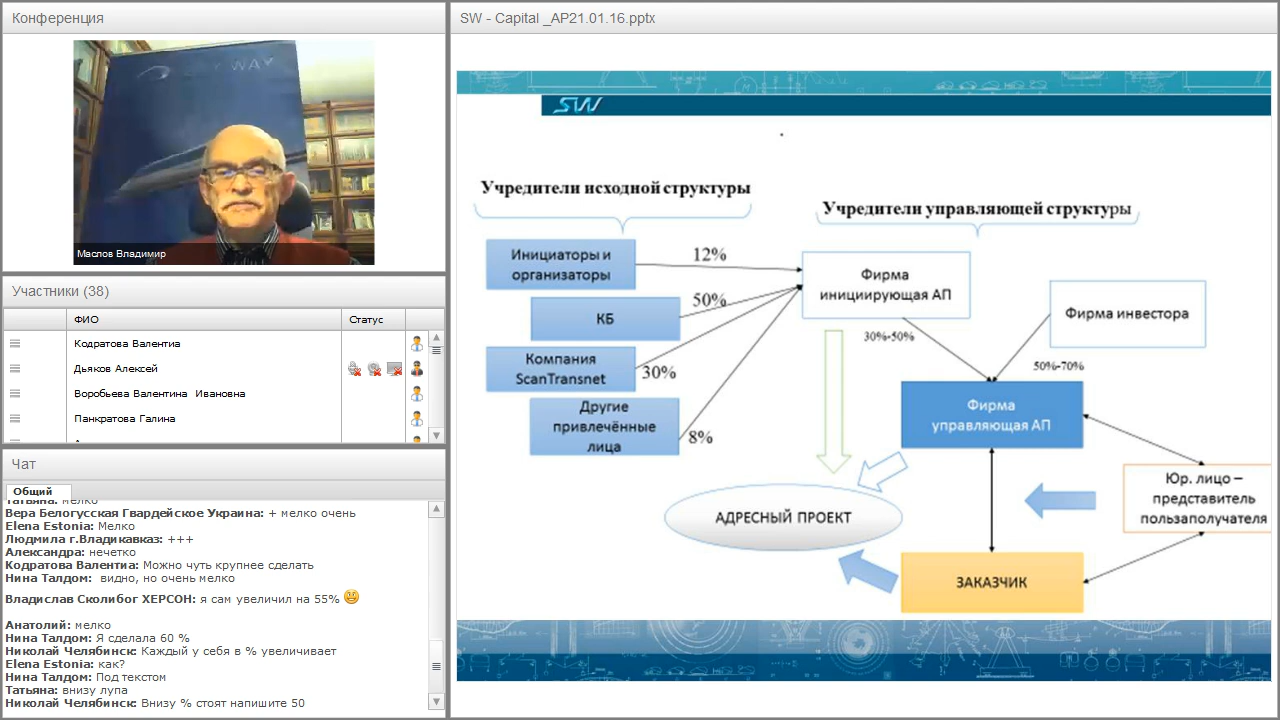 Конференция
SKY WAY
Маслов Владимир
Участники (38)
ФИО
Статус
Кодратова Валентиа
Дьяков Алексей
Воробьева Валентина Ивановна
Панкратова Галина
Чат
Общий
Татьяна: мелко
Вера Белогусская Гвардейское Украина: + мелко очень
Elena Estonia: Мелко
Людмила г.Владикавказ: +++
Александра: нечетко
Кодратова Валентиа: Можно чуть крупнее сделать
Нина Талдом: видно, но очень мелко
Владислав Сколибог ХЕРСОН: я сам увеличил на 55%
Анатолий: мелко
Нина Талдом: Я сделала 60 %
Николай Челябинск: Каждый у себя в % увеличивает
Elena Estonia: как?
Нина Талдом: Под текстом
Татьяна: внизу лупа
Николай Челябинск: Внизу % стоят напишите 50
SW - Capital _AP21.01.16.pptx
SW
Учредители исходной структуры
Учредители управляющей структуры
Инициаторы и
организаторы
12%
КБ
50%
Компания
ScanTransnet
30%
Другие
привлечённые
лица
8%
Фирма
инициирующая АП
30%-50%
Фирма инвестора
50%-70%
Фирма
управляющая АП
Юр. лицо –
представитель
пользаполучателя
АДРЕСНЫЙ ПРОЕКТ
ЗАКАЗЧИК